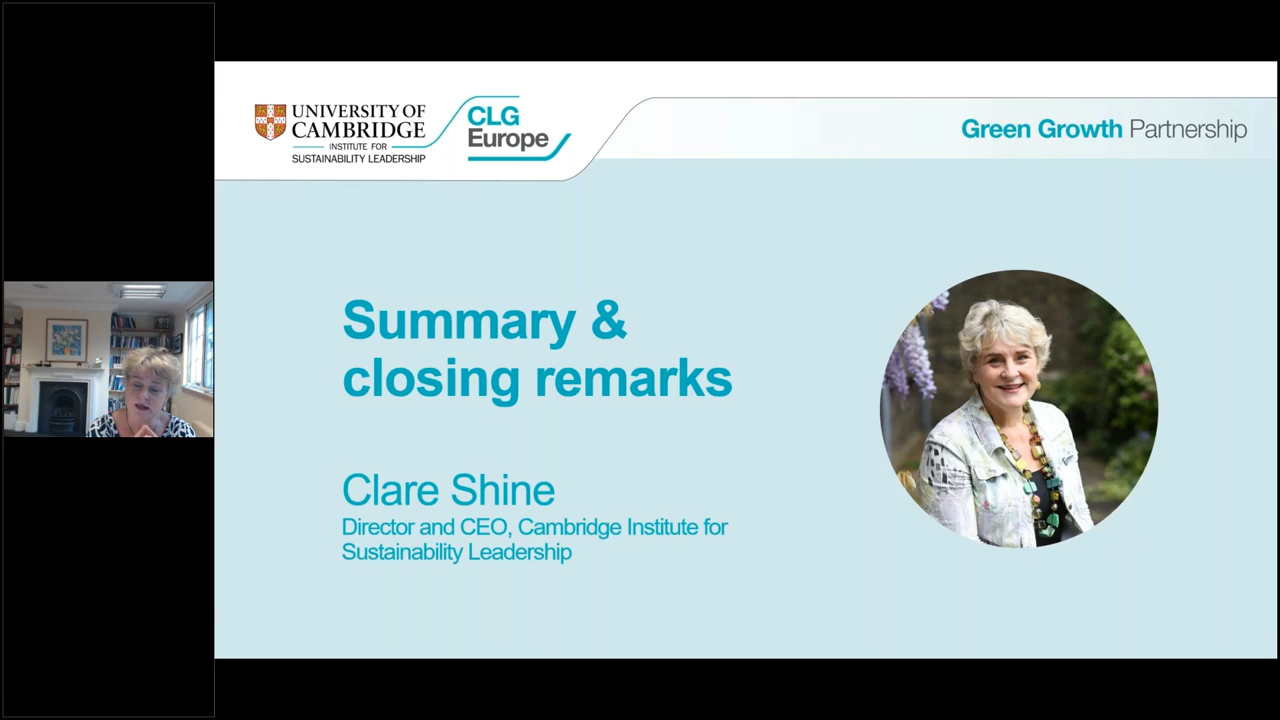 UNIVERSITY OF
CAMBRIDGE
INSTITUTE FOR
SUSTAINABILITY LEADERSHIP
CLG
Europe
Green Growth Partnership
Summary &
closing remarks
Clare Shine
Director and CEO, Cambridge Institute for
Sustainability Leadership